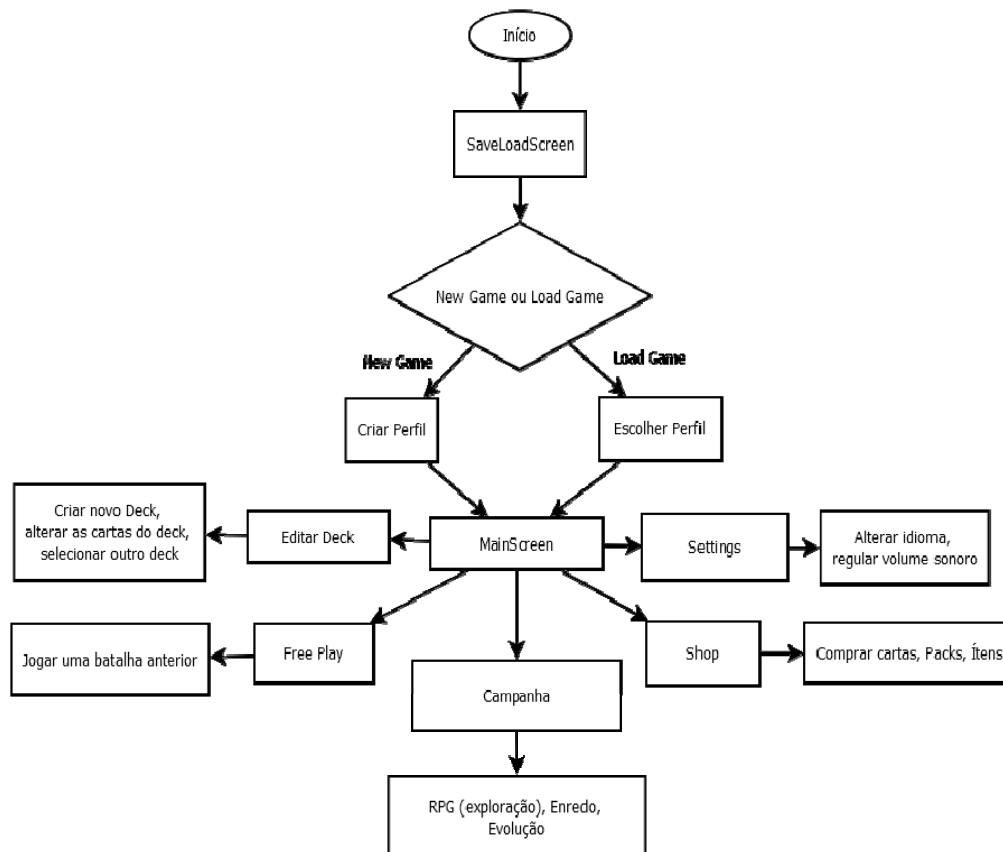 Início
SaveLoadScreen
New Game ou Load Game
New Game
Load Game
Criar Perfil
Escolher Perfil
Criar novo Deck,
alterar as cartas do deck,
selecionar outro deck
Editar Deck
MainScreen
Settings
Alterar idioma,
regular volume sonoro
Jogar uma batalha anterior
Free Play
Shop
Comprar cartas, Packs, Ítens
Campanha
RPG (exploração), Enredo,
Evolução